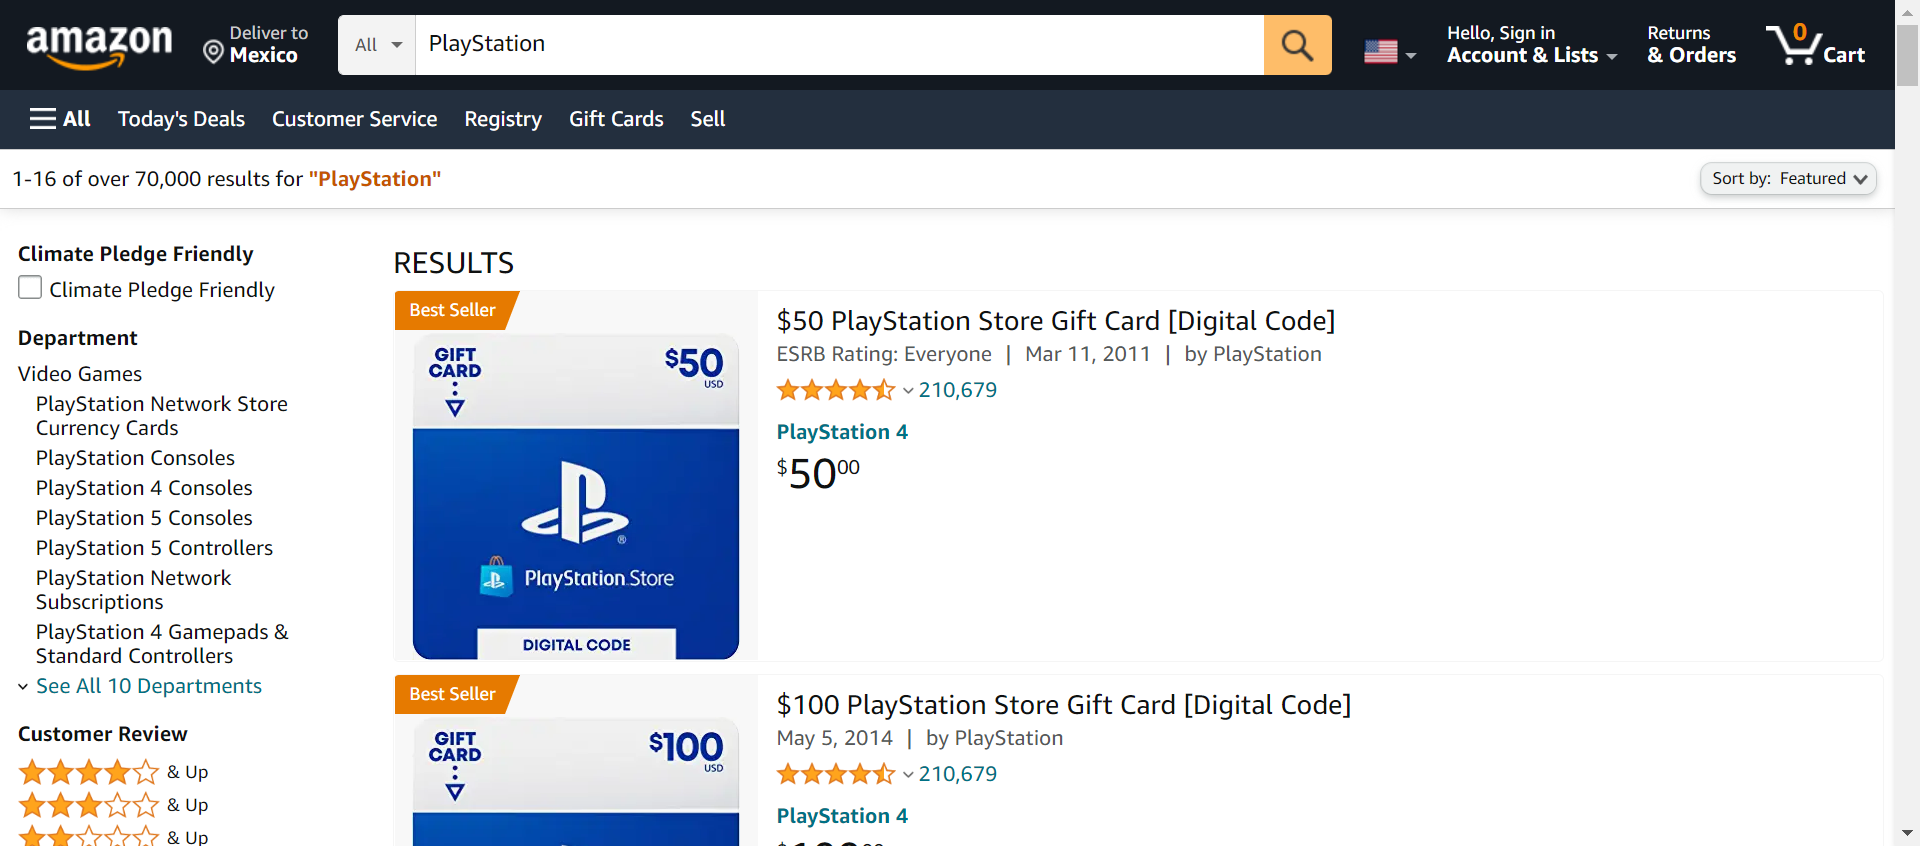 amazon
Deliver to
Mexico
All
PlayStation
Hello, Sign in
Account & Lists
Returns
& Orders
0
Cart
All
Today's Deals
Customer Service
Registry
Gift Cards
Sell
1-16 of over 70,000 results for "PlayStation"
Sort by: Featured
Climate Pledge Friendly
Climate Pledge Friendly
Department
Video Games
PlayStation Network Store
Currency Cards
PlayStation Consoles
PlayStation 4 Consoles
PlayStation 5 Consoles
PlayStation 5 Controllers
PlayStation Network
Subscriptions
PlayStation 4 Gamepads &
Standard Controllers
See All 10 Departments
Customer Review
& Up
& Up
& Up
RESULTS
Best Seller
GIFT
CARD
$50
USD
PlayStation Store
DIGITAL CODE
$50 PlayStation Store Gift Card [Digital Code]
ESRB Rating: Everyone | Mar 11, 2011 | by PlayStation
210,679
PlayStation 4
$5000
Best Seller
GIFT
CARD
$100
USD
$100 PlayStation Store Gift Card [Digital Code]
May 5, 2014 | by PlayStation
210,679
PlayStation 4